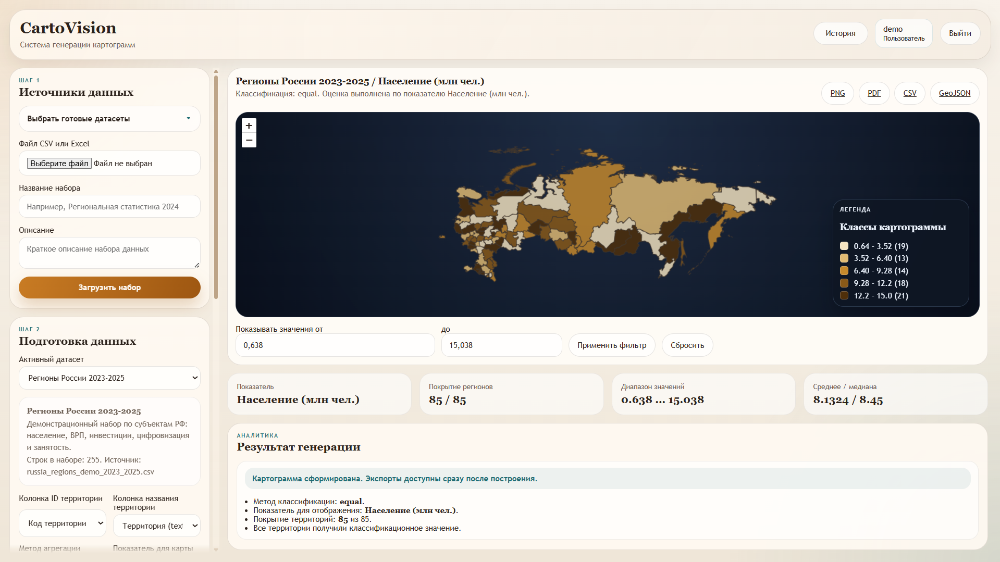 CartoVision
Система генерации картограмм
История
demo
Пользователь
Выйти
ШАГ 1
Источники данных
Выбрать готовые датасеты
Файл CSV или Excel
Выберите файл Файл не выбран
Название набора
Например, Региональная статистика 2024
Описание
Краткое описание набора данных
Загрузить набор
ШАГ 2
Подготовка данных
Активный датасет
Регионы России 2023-2025
Регионы России 2023-2025
Демонстрационный набор по субъектам РФ:
население, ВРП, инвестиции, цифровизация
и занятость.
Строк в наборе: 255. Источник:
russia_regions_demo_2023_2025.csv
Колонка ID территории
Код территории
Колонка названия
территории
Территория (text
Метод агрегации
Показатель для карты
Регионы России 2023-2025 / Население (млн чел.)
Классификация: equal. Оценка выполнена по показателю Население (млн чел.).
PNG
PDF
CSV
GeoJSON
+
−
ЛЕГЕНДА
Классы картограммы
0.64 - 3.52 (19)
3.52 - 6.40 (13)
6.40 - 9.28 (14)
9.28 - 12.2 (18)
12.2 - 15.0 (21)
Показывать значения от
0,638
до
15,038
Применить фильтр
Сбросить
Показатель
Население (млн чел.)
Покрытие регионов
85 / 85
Диапазон значений
0.638 ... 15.038
Среднее / медиана
8.1324 / 8.45
АНАЛИТИКА
Результат генерации
Картограмма сформирована. Экспорты доступны сразу после построения.
• Метод классификации: equal.
• Показатель для отображения: Население (млн чел.).
• Покрытие территорий: 85 из 85.
• Все территории получили классификационное значение.